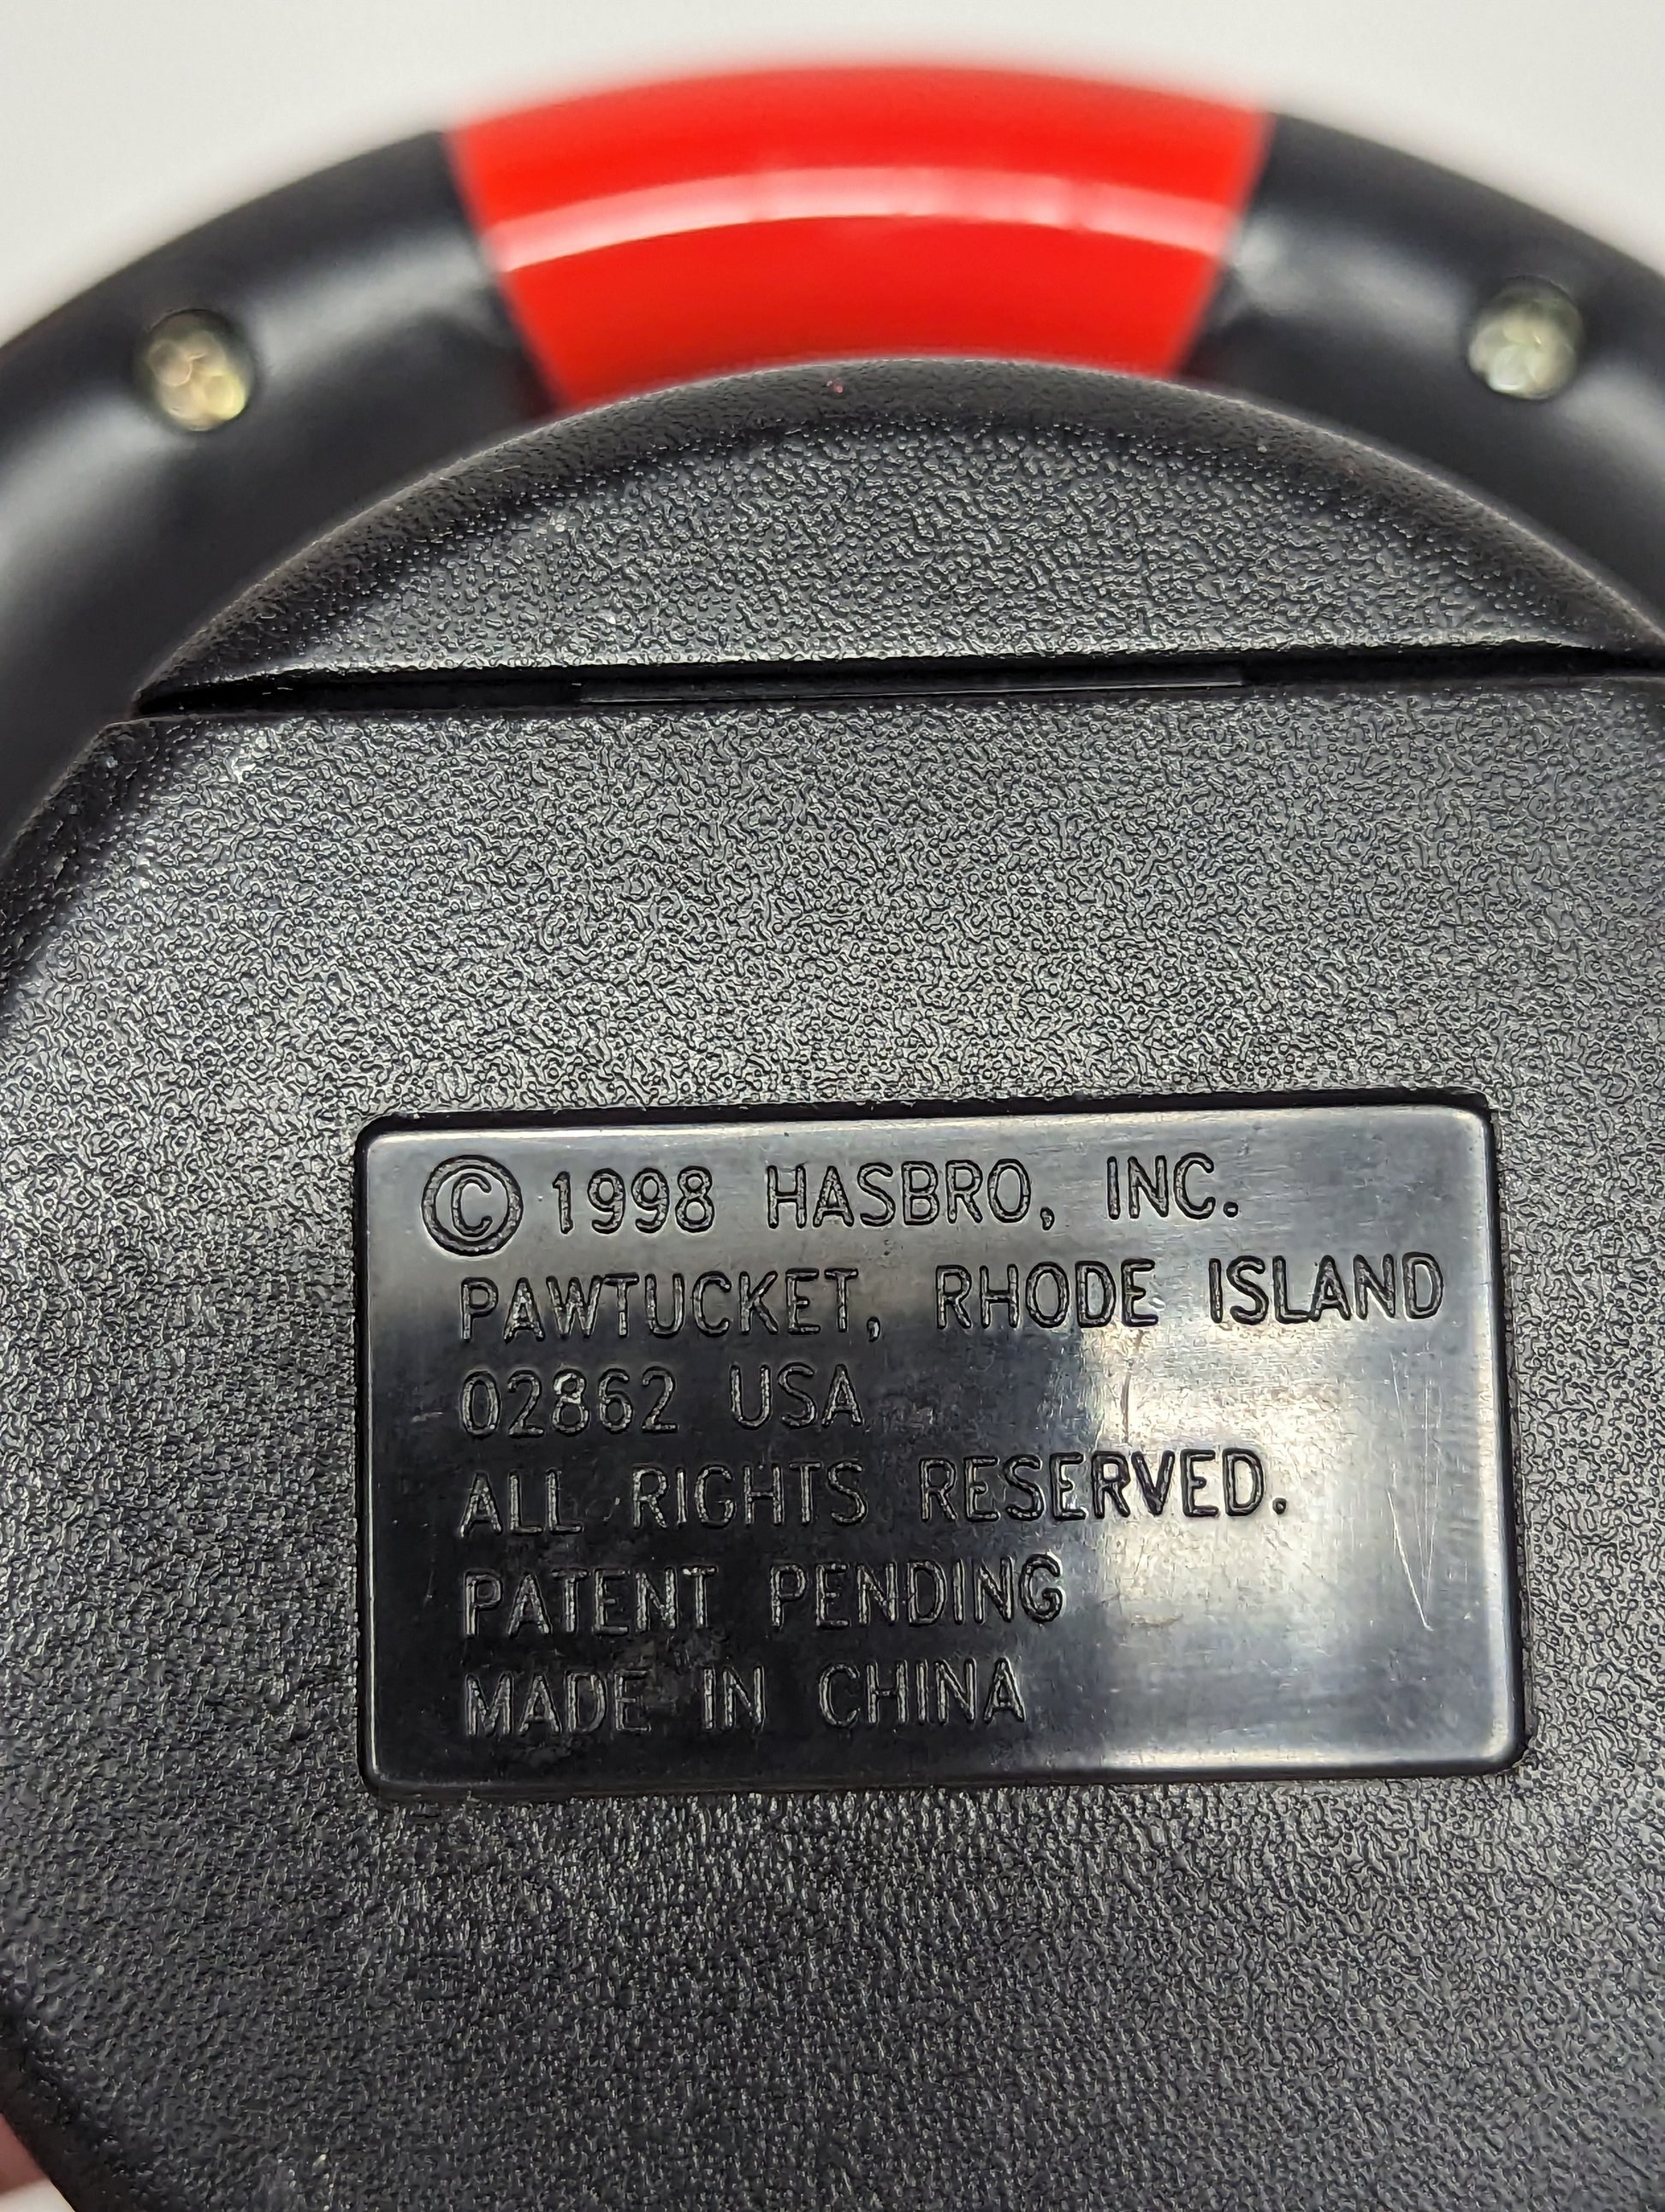 © 1998 HASBRO, INC.
PAWTUCKET, RHODE ISLAND
02862 USA
ALL RIGHTS RESERVED.
PATENT PENDING
MADE IN CHINA